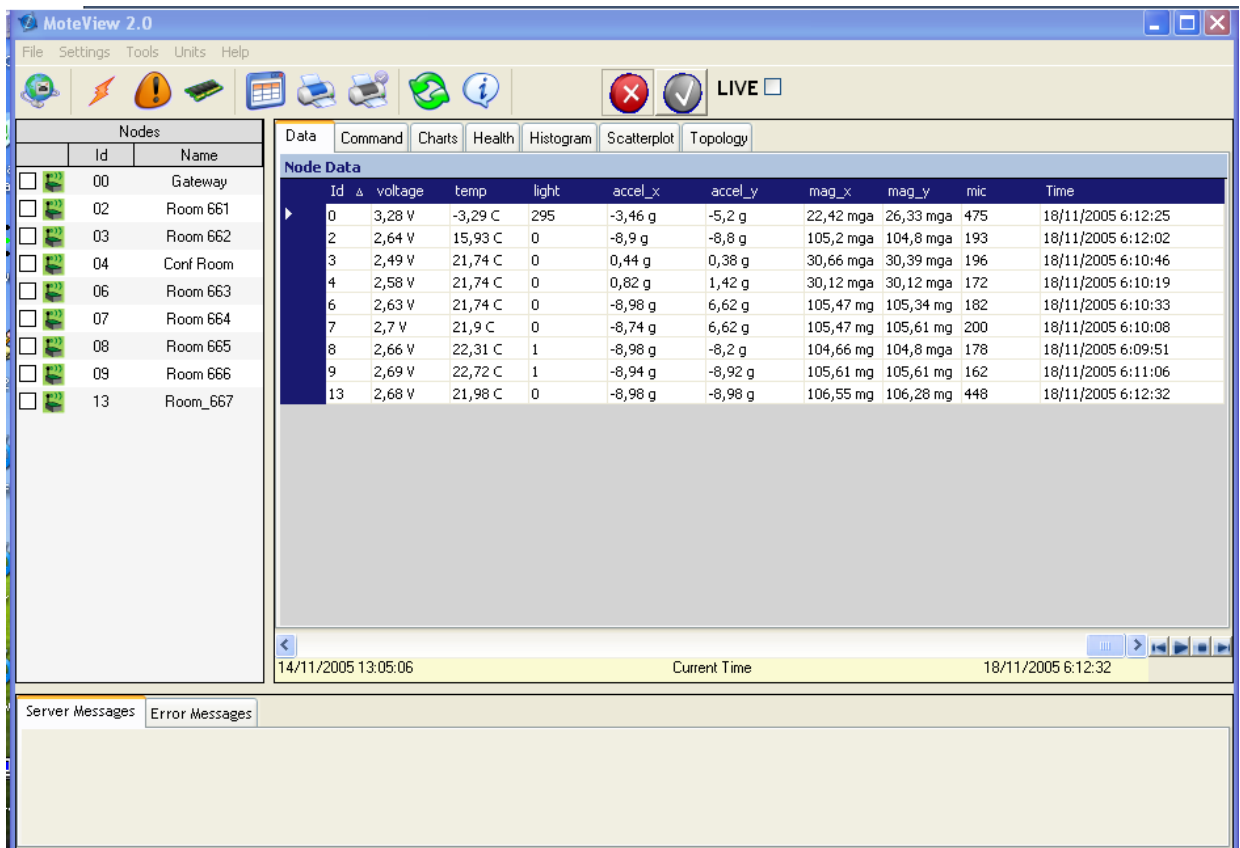 MoteView 2.0
File Settings Tools Units Help
LIVE
Nodes
Id Name
00 Gateway
02 Room 661
03 Room 662
04 Conf Room
06 Room 663
07 Room 664
08 Room 665
09 Room 666
13 Room_667
Data Command Charts Health Histogram Scatterplot Topology
Node Data
Id voltage temp light accel_x accel_y mag_x mag_y mic Time
0 3,28 V -3,29 C 295 -3,46 g -5,2 g 22,42 mga 26,33 mga 475 18/11/2005 6:12:25
2 2,64 V 15,93 C 0 -8,9 g -8,8 g 105,2 mga 104,8 mga 193 18/11/2005 6:12:02
3 2,49 V 21,74 C 0 0,44 g 0,38 g 30,66 mga 30,39 mga 196 18/11/2005 6:10:46
4 2,58 V 21,74 C 0 0,82 g 1,42 g 30,12 mga 30,12 mga 172 18/11/2005 6:10:19
6 2,63 V 21,74 C 0 -8,98 g 6,62 g 105,47 mg 105,34 mg 182 18/11/2005 6:10:33
7 2,7 V 21,9 C 0 -8,74 g 6,62 g 105,47 mg 105,61 mg 200 18/11/2005 6:10:08
8 2,66 V 22,31 C 1 -8,98 g -8,2 g 104,66 mg 104,8 mga 178 18/11/2005 6:09:51
9 2,69 V 22,72 C 1 -8,94 g -8,92 g 105,61 mg 105,61 mg 162 18/11/2005 6:11:06
13 2,68 V 21,98 C 0 -8,98 g -8,98 g 106,55 mg 106,28 mg 448 18/11/2005 6:12:32
14/11/2005 13:05:06 Current Time 18/11/2005 6:12:32
Server Messages Error Messages